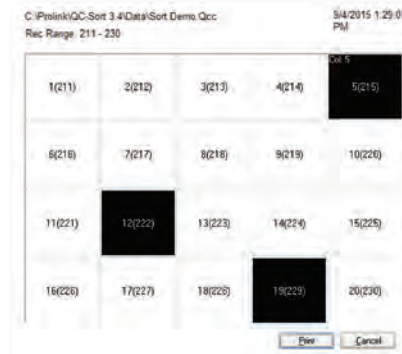 C:\Prolink\QC-Sort 3.4\Data\Sort Demo.Qcc
9/4/2015 1:29:0
PM
Rec Range: 211 - 230
Col 5
1(211) 2(212) 3(213) 4(214) 5(215)
6(216) 7(217) 8(218) 9(219) 10(220)
11(221) 12(222) 13(223) 14(224) 15(225)
16(226) 17(227) 18(228) 19(229) 20(230)
Print Cancel